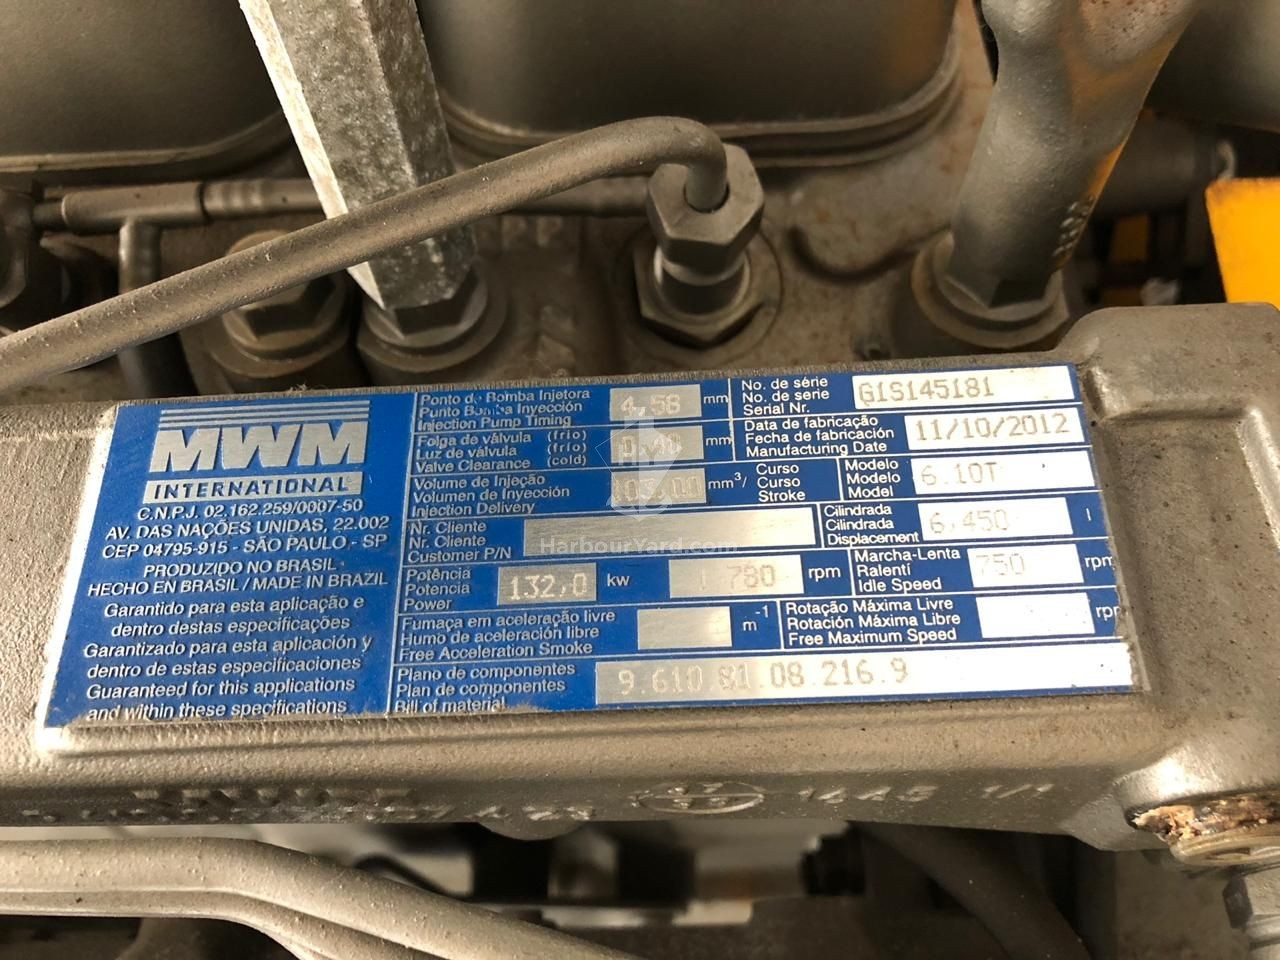 MWM
INTERNATIONAL
C.N.P.J. 02.162.259/0007-50
AV. DAS NAÇÕES UNIDAS, 22.002
CEP 04795-915 - SÃO PAULO - SP
PRODUZIDO NO BRASIL
HECHO EN BRASIL / MADE IN BRAZIL
Garantido para esta aplicação e
dentro destas especificações
Garantizado para esta aplicación y
dentro de estas especificaciones
Guaranteed for this applications
and within these specifications
Ponto de Bomba Injetora
Punto Bomba Inyección
Injection Pump Timing
4,58 mm
No. de série
No. de serie
Serial Nr.
G1S145181
Folga de válvula (frio)
Luz de válvula (frio)
Valve Clearance (cold)
mm
Data de fabricação
Fecha de fabricación
Manufacturing Date
11/10/2012
Volume de Injeção
Volumen de Inyección
Injection Delivery
mm³/
Curso
Curso
Stroke
Modelo
Modelo
Model
6.10T
Nr. Cliente
Nr. Cliente
Customer P/N
Cilindrada
Cilindrada
Displacement
6,450 l
Potência
Potencia
Power
132,0 kw
780 rpm
Marcha-Lenta
Ralentí
Idle Speed
750 rpm
Fumaça em aceleração livre
Humo de aceleración libre
Free Acceleration Smoke
m⁻¹
Rotação Máxima Livre
Rotación Máxima Libre
Free Maximum Speed
rpm
Plano de componentes
Plan de componentes
Bill of material
9.610.81.08.216.9
HarbourYard.com
1445 1/1